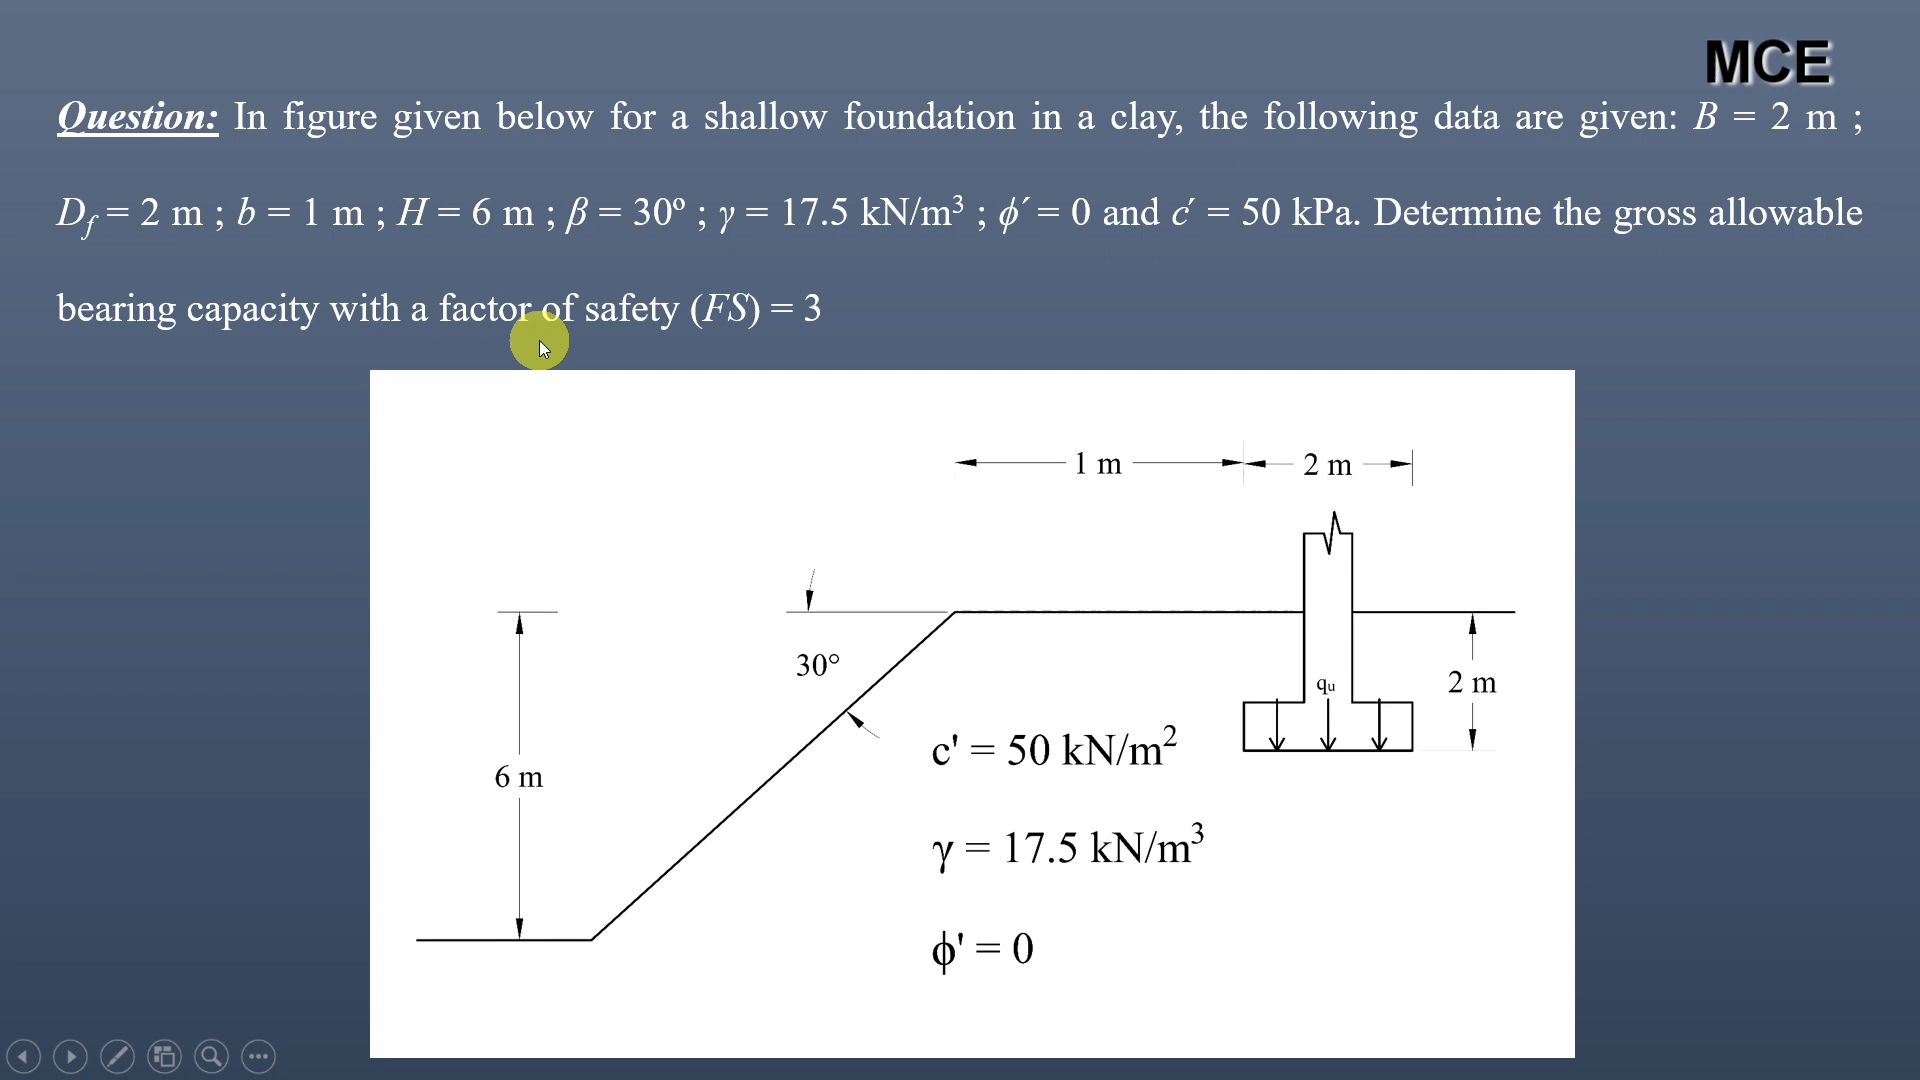 MCE
Question: In figure given below for a shallow foundation in a clay, the following data are given: B = 2 m ;
D_f = 2 m ; b = 1 m ; H = 6 m ; β = 30º ; γ = 17.5 kN/m³ ; ϕ′ = 0 and c′ = 50 kPa. Determine the gross allowable
bearing capacity with a factor of safety (FS) = 3
1 m
2 m
30°
qᵤ
2 m
c' = 50 kN/m²
6 m
γ = 17.5 kN/m³
ϕ' = 0